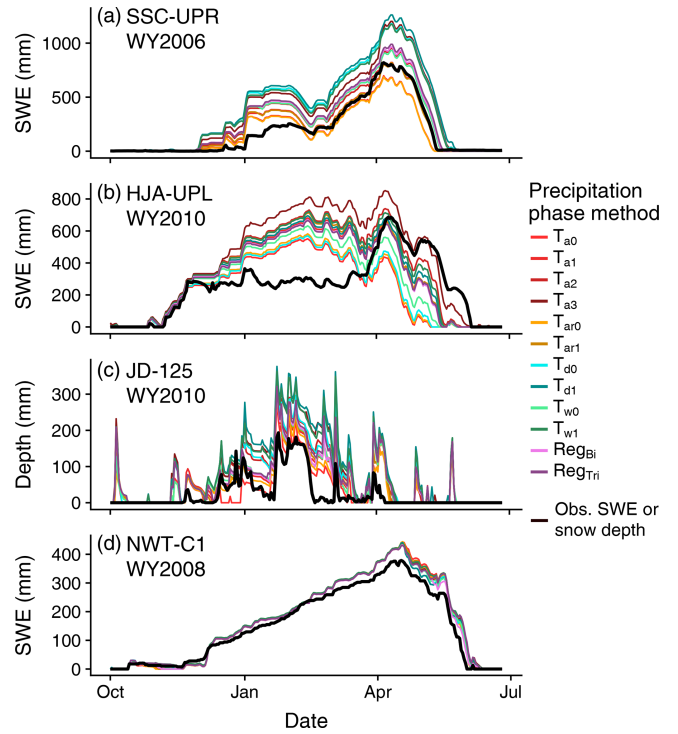 (a) SSC-UPR
WY2006
SWE (mm)
1000
500
0
(b) HJA-UPL
WY2010
SWE (mm)
800
600
400
200
0
(c) JD-125
WY2010
Depth (mm)
300
200
100
0
(d) NWT-C1
WY2008
SWE (mm)
400
300
200
100
0
Oct Jan Apr Jul
Date
Precipitation
phase method
Ta0
Ta1
Ta2
Ta3
Tar0
Tar1
Td0
Td1
Tw0
Tw1
RegBi
RegTri
Obs. SWE or
snow depth